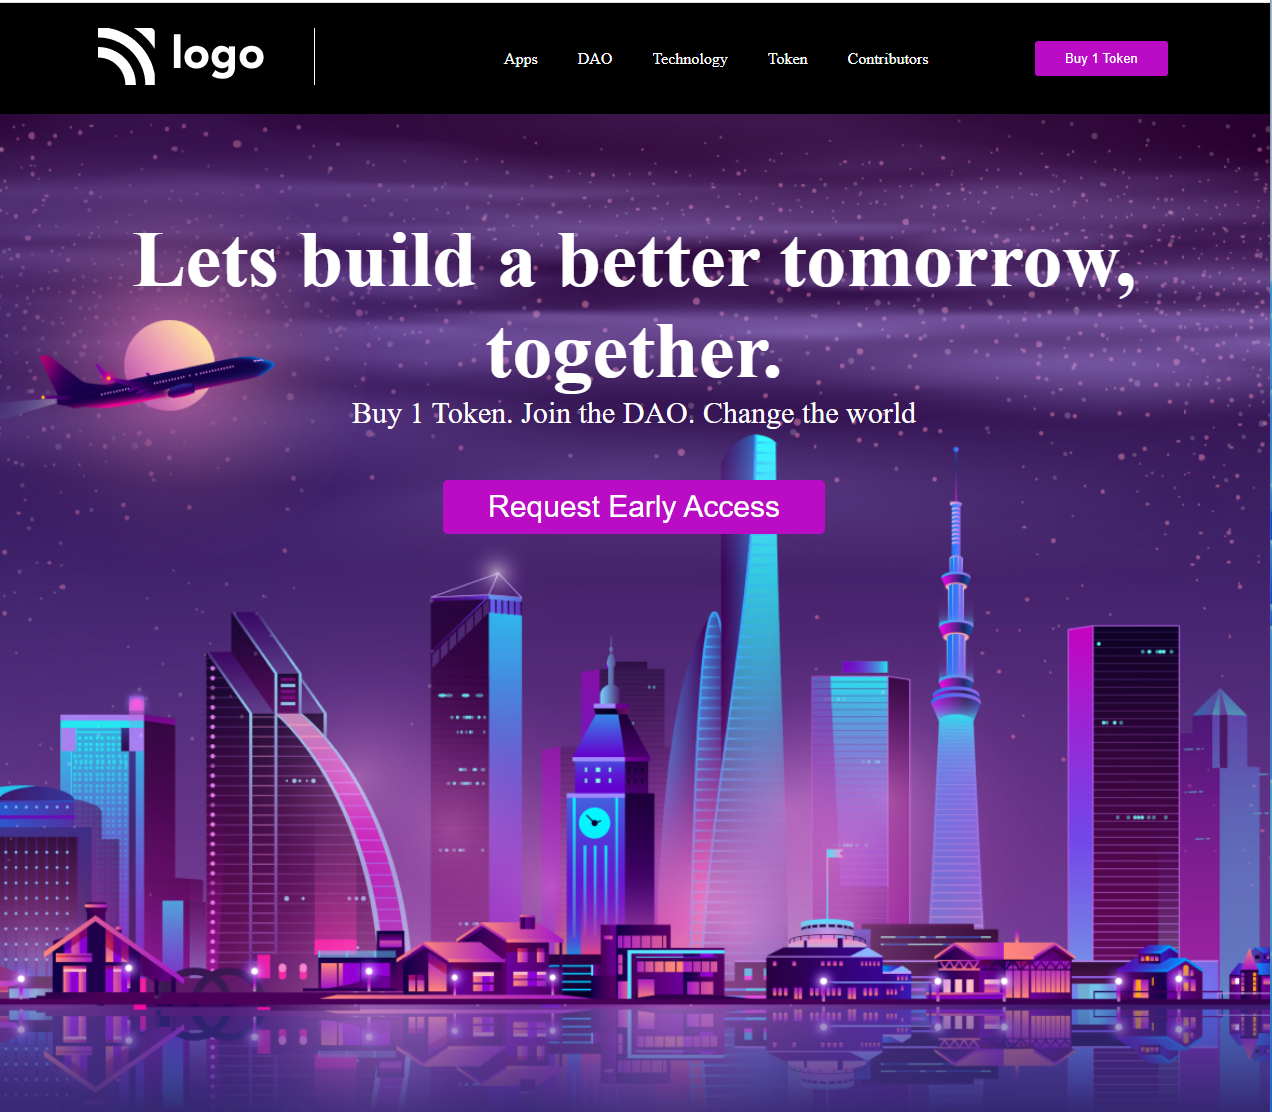 logo
Apps DAO Technology Token Contributors
Buy 1 Token
Lets build a better tomorrow,
together.
Buy 1 Token. Join the DAO. Change the world
Request Early Access